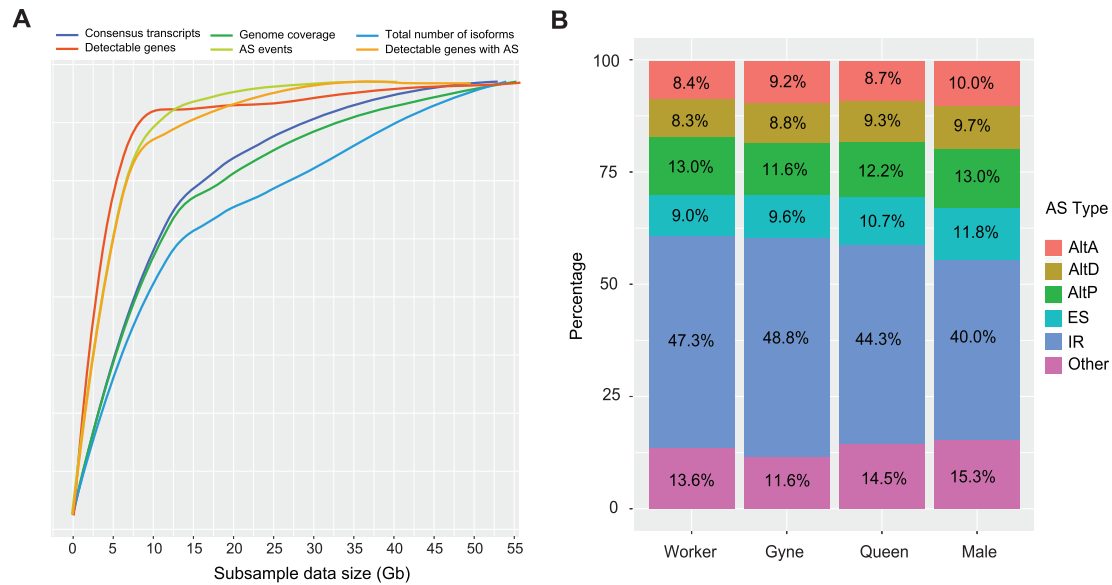 A
Consensus transcripts Genome coverage Total number of isoforms
Detectable genes AS events Detectable genes with AS
0 5 10 15 20 25 30 35 40 45 50 55
Subsample data size (Gb)
B
100
75
50
25
0
Percentage
8.4% 9.2% 8.7% 10.0%
8.3% 8.8% 9.3% 9.7%
13.0% 11.6% 12.2% 13.0%
9.0% 9.6% 10.7% 11.8%
47.3% 48.8% 44.3% 40.0%
13.6% 11.6% 14.5% 15.3%
Worker Gyne Queen Male
AS Type
AltA
AltD
AltP
ES
IR
Other